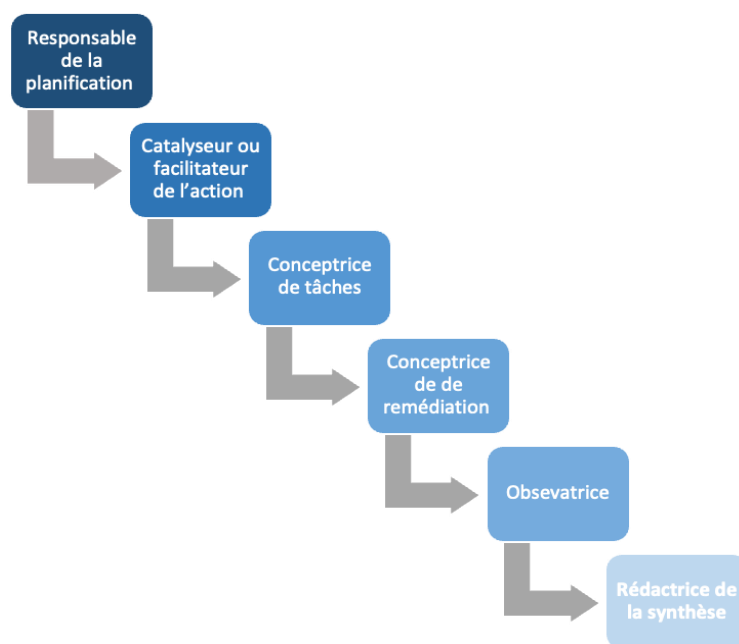 Responsable
de la
planification
Catalyseur ou
facilitateur
de l’action
Conceptrice
de tâches
Conceptrice
de de
remédiation
Obsevatrice
Rédactrice de
la synthèse